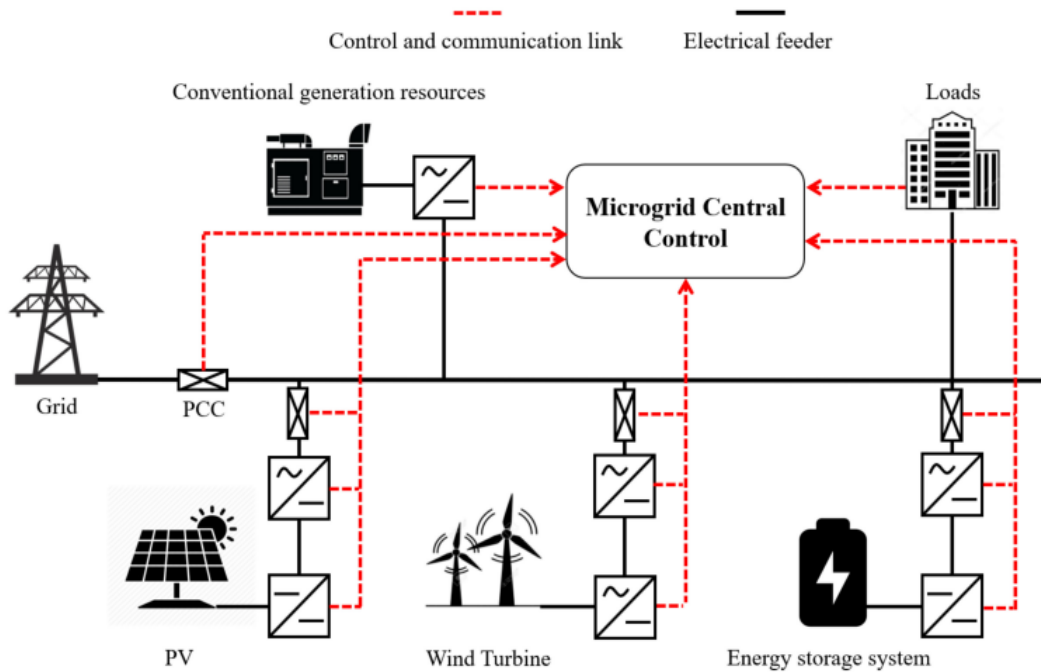 Control and communication link
Electrical feeder
Conventional generation resources
Loads
Microgrid Central
Control
Grid
PCC
PV
Wind Turbine
Energy storage system